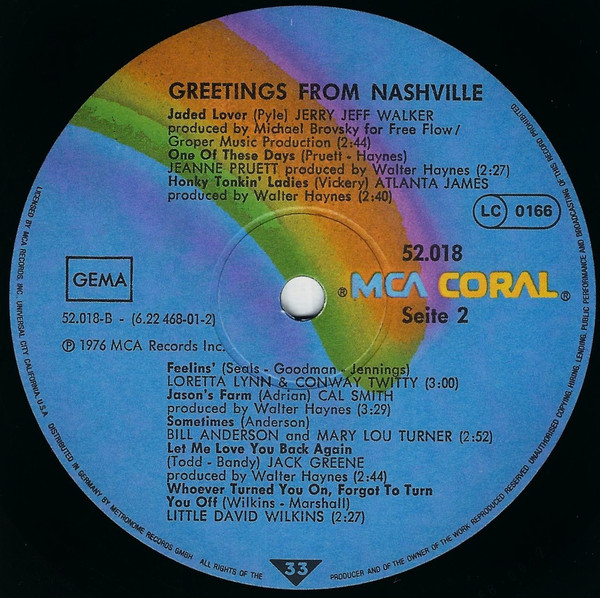 GREETINGS FROM NASHVILLE
Jaded Lover (Pyle) JERRY JEFF WALKER
produced by Michael Brovsky for Free Flow/
Groper Music Production (2:44)
One Of These Days (Pruett - Haynes)
JEANNE PRUETT produced by Walter Haynes (2:27)
Honky Tonkin' Ladies (Vickery) ATLANTA JAMES
produced by Walter Haynes (2:40)
LC 0166
52.018
GEMA
® MCA CORAL ®
52.018-B - (6.22 468-01-2)
Seite 2
℗ 1976 MCA Records Inc.
Feelins' (Seals - Goodman - Jennings)
LORETTA LYNN & CONWAY TWITTY (3:00)
Jason's Farm (Adrian) CAL SMITH
produced by Walter Haynes (3:29)
Sometimes (Anderson)
BILL ANDERSON and MARY LOU TURNER (2:52)
Let Me Love You Back Again
(Todd - Bandy) JACK GREENE
produced by Walter Haynes (2:44)
Whoever Turned You On, Forgot To Turn
You Off (Wilkins - Marshall)
LITTLE DAVID WILKINS (2:27)
33
LICENSED BY MCA RECORDS, INC., UNIVERSAL CITY, CALIFORNIA, U.S.A. DISTRIBUTED IN GERMANY BY METRONOME RECORDS GMBH ALL RIGHTS OF THE PRODUCER AND OF THE OWNER OF THE WORK REPRODUCED RESERVED. UNAUTHORISED COPYING, HIRING, LENDING, PUBLIC PERFORMANCE AND BROADCASTING OF THIS RECORD PROHIBITED